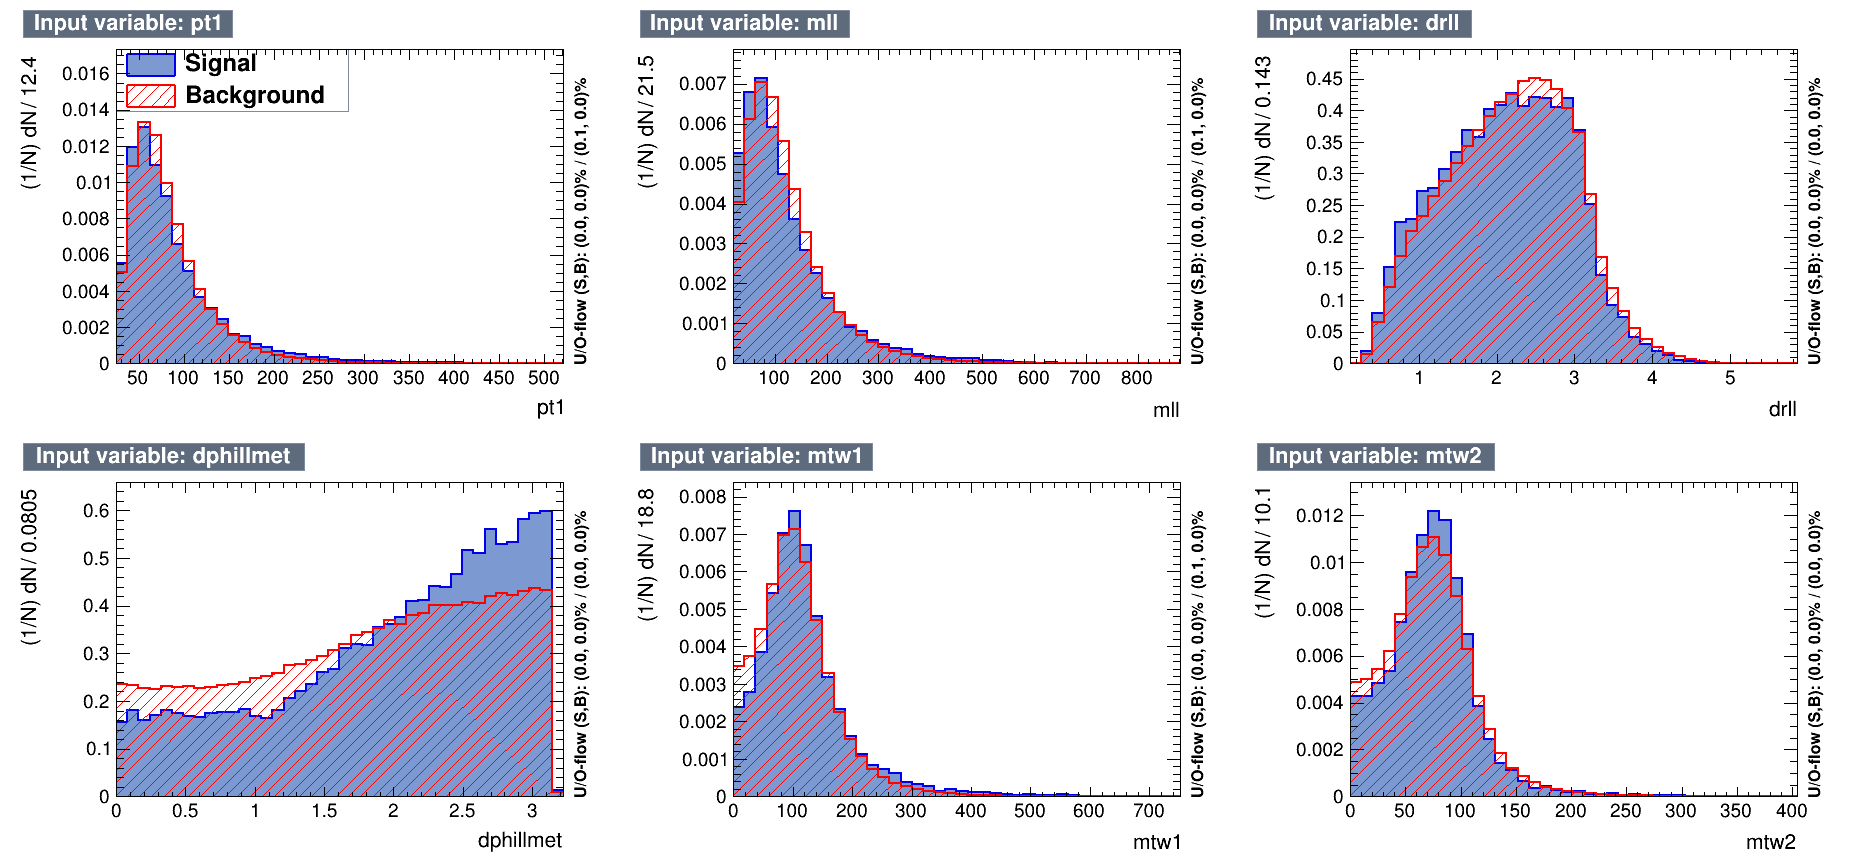 Input variable: pt1
(1/N) dN / 12.4
0.016
0.014
0.012
0.01
0.008
0.006
0.004
0.002
0
Signal
Background
50 100 150 200 250 300 350 400 450 500
pt1
U/O-flow (S,B): (0.0, 0.0)% / (0.1, 0.0)%
Input variable: mll
(1/N) dN / 21.5
0.007
0.006
0.005
0.004
0.003
0.002
0.001
0
100 200 300 400 500 600 700 800
mll
U/O-flow (S,B): (0.0, 0.0)% / (0.1, 0.0)%
Input variable: drll
(1/N) dN / 0.143
0.45
0.4
0.35
0.3
0.25
0.2
0.15
0.1
0.05
0
1 2 3 4 5
drll
U/O-flow (S,B): (0.0, 0.0)% / (0.0, 0.0)%
Input variable: dphillmet
(1/N) dN / 0.0805
0.6
0.5
0.4
0.3
0.2
0.1
0
0 0.5 1 1.5 2 2.5 3
dphillmet
U/O-flow (S,B): (0.0, 0.0)% / (0.0, 0.0)%
Input variable: mtw1
(1/N) dN / 18.8
0.008
0.007
0.006
0.005
0.004
0.003
0.002
0.001
0
0 100 200 300 400 500 600 700
mtw1
U/O-flow (S,B): (0.0, 0.0)% / (0.1, 0.0)%
Input variable: mtw2
(1/N) dN / 10.1
0.012
0.01
0.008
0.006
0.004
0.002
0
0 50 100 150 200 250 300 350 400
mtw2
U/O-flow (S,B): (0.0, 0.0)% / (0.0, 0.0)%